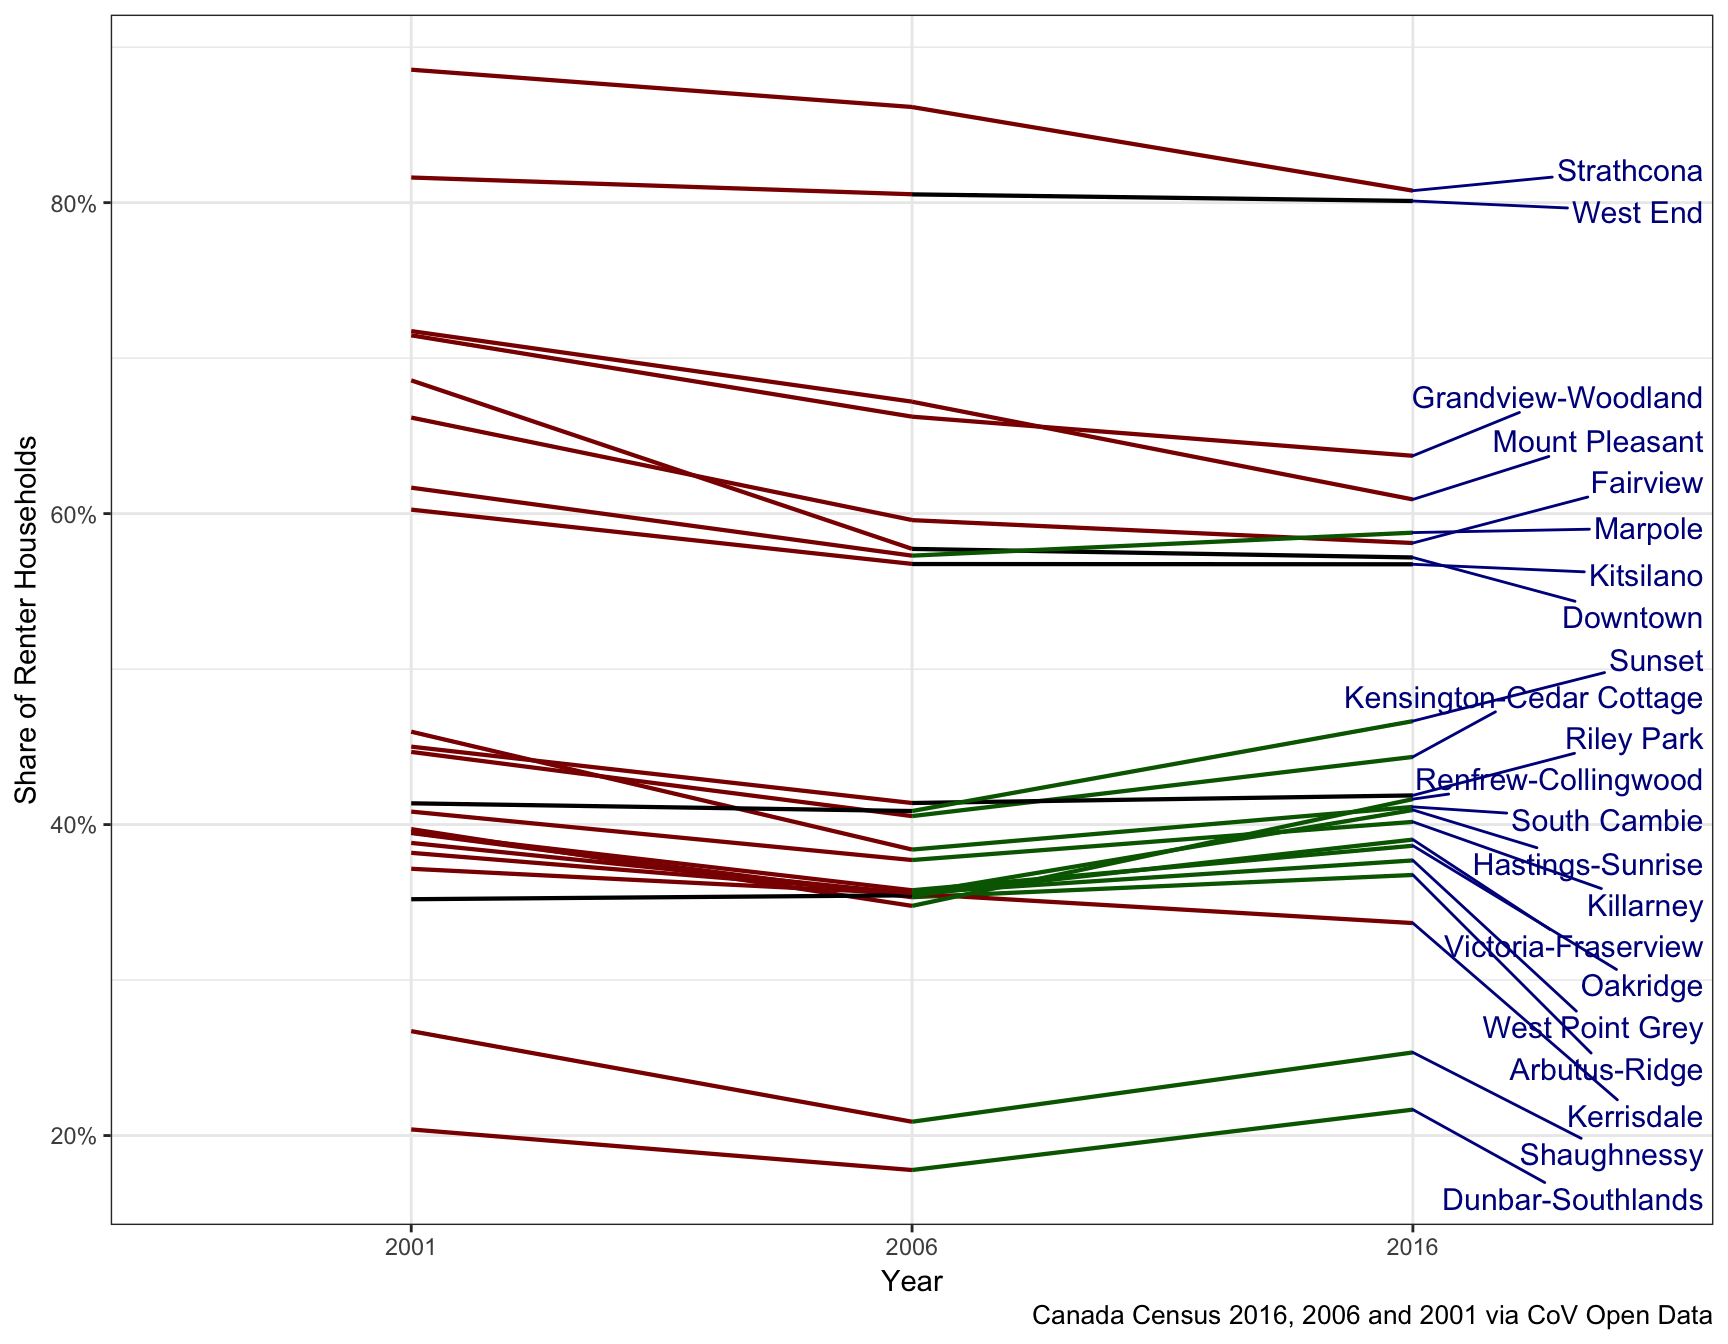 Share of Renter Households
80%
60%
40%
20%
Strathcona
West End
Grandview-Woodland
Mount Pleasant
Fairview
Marpole
Kitsilano
Downtown
Sunset
Kensington-Cedar Cottage
Riley Park
Renfrew-Collingwood
South Cambie
Hastings-Sunrise
Killarney
Victoria-Fraserview
Oakridge
West Point Grey
Arbutus-Ridge
Kerrisdale
Shaughnessy
Dunbar-Southlands
2001 2006 2016
Year
Canada Census 2016, 2006 and 2001 via CoV Open Data